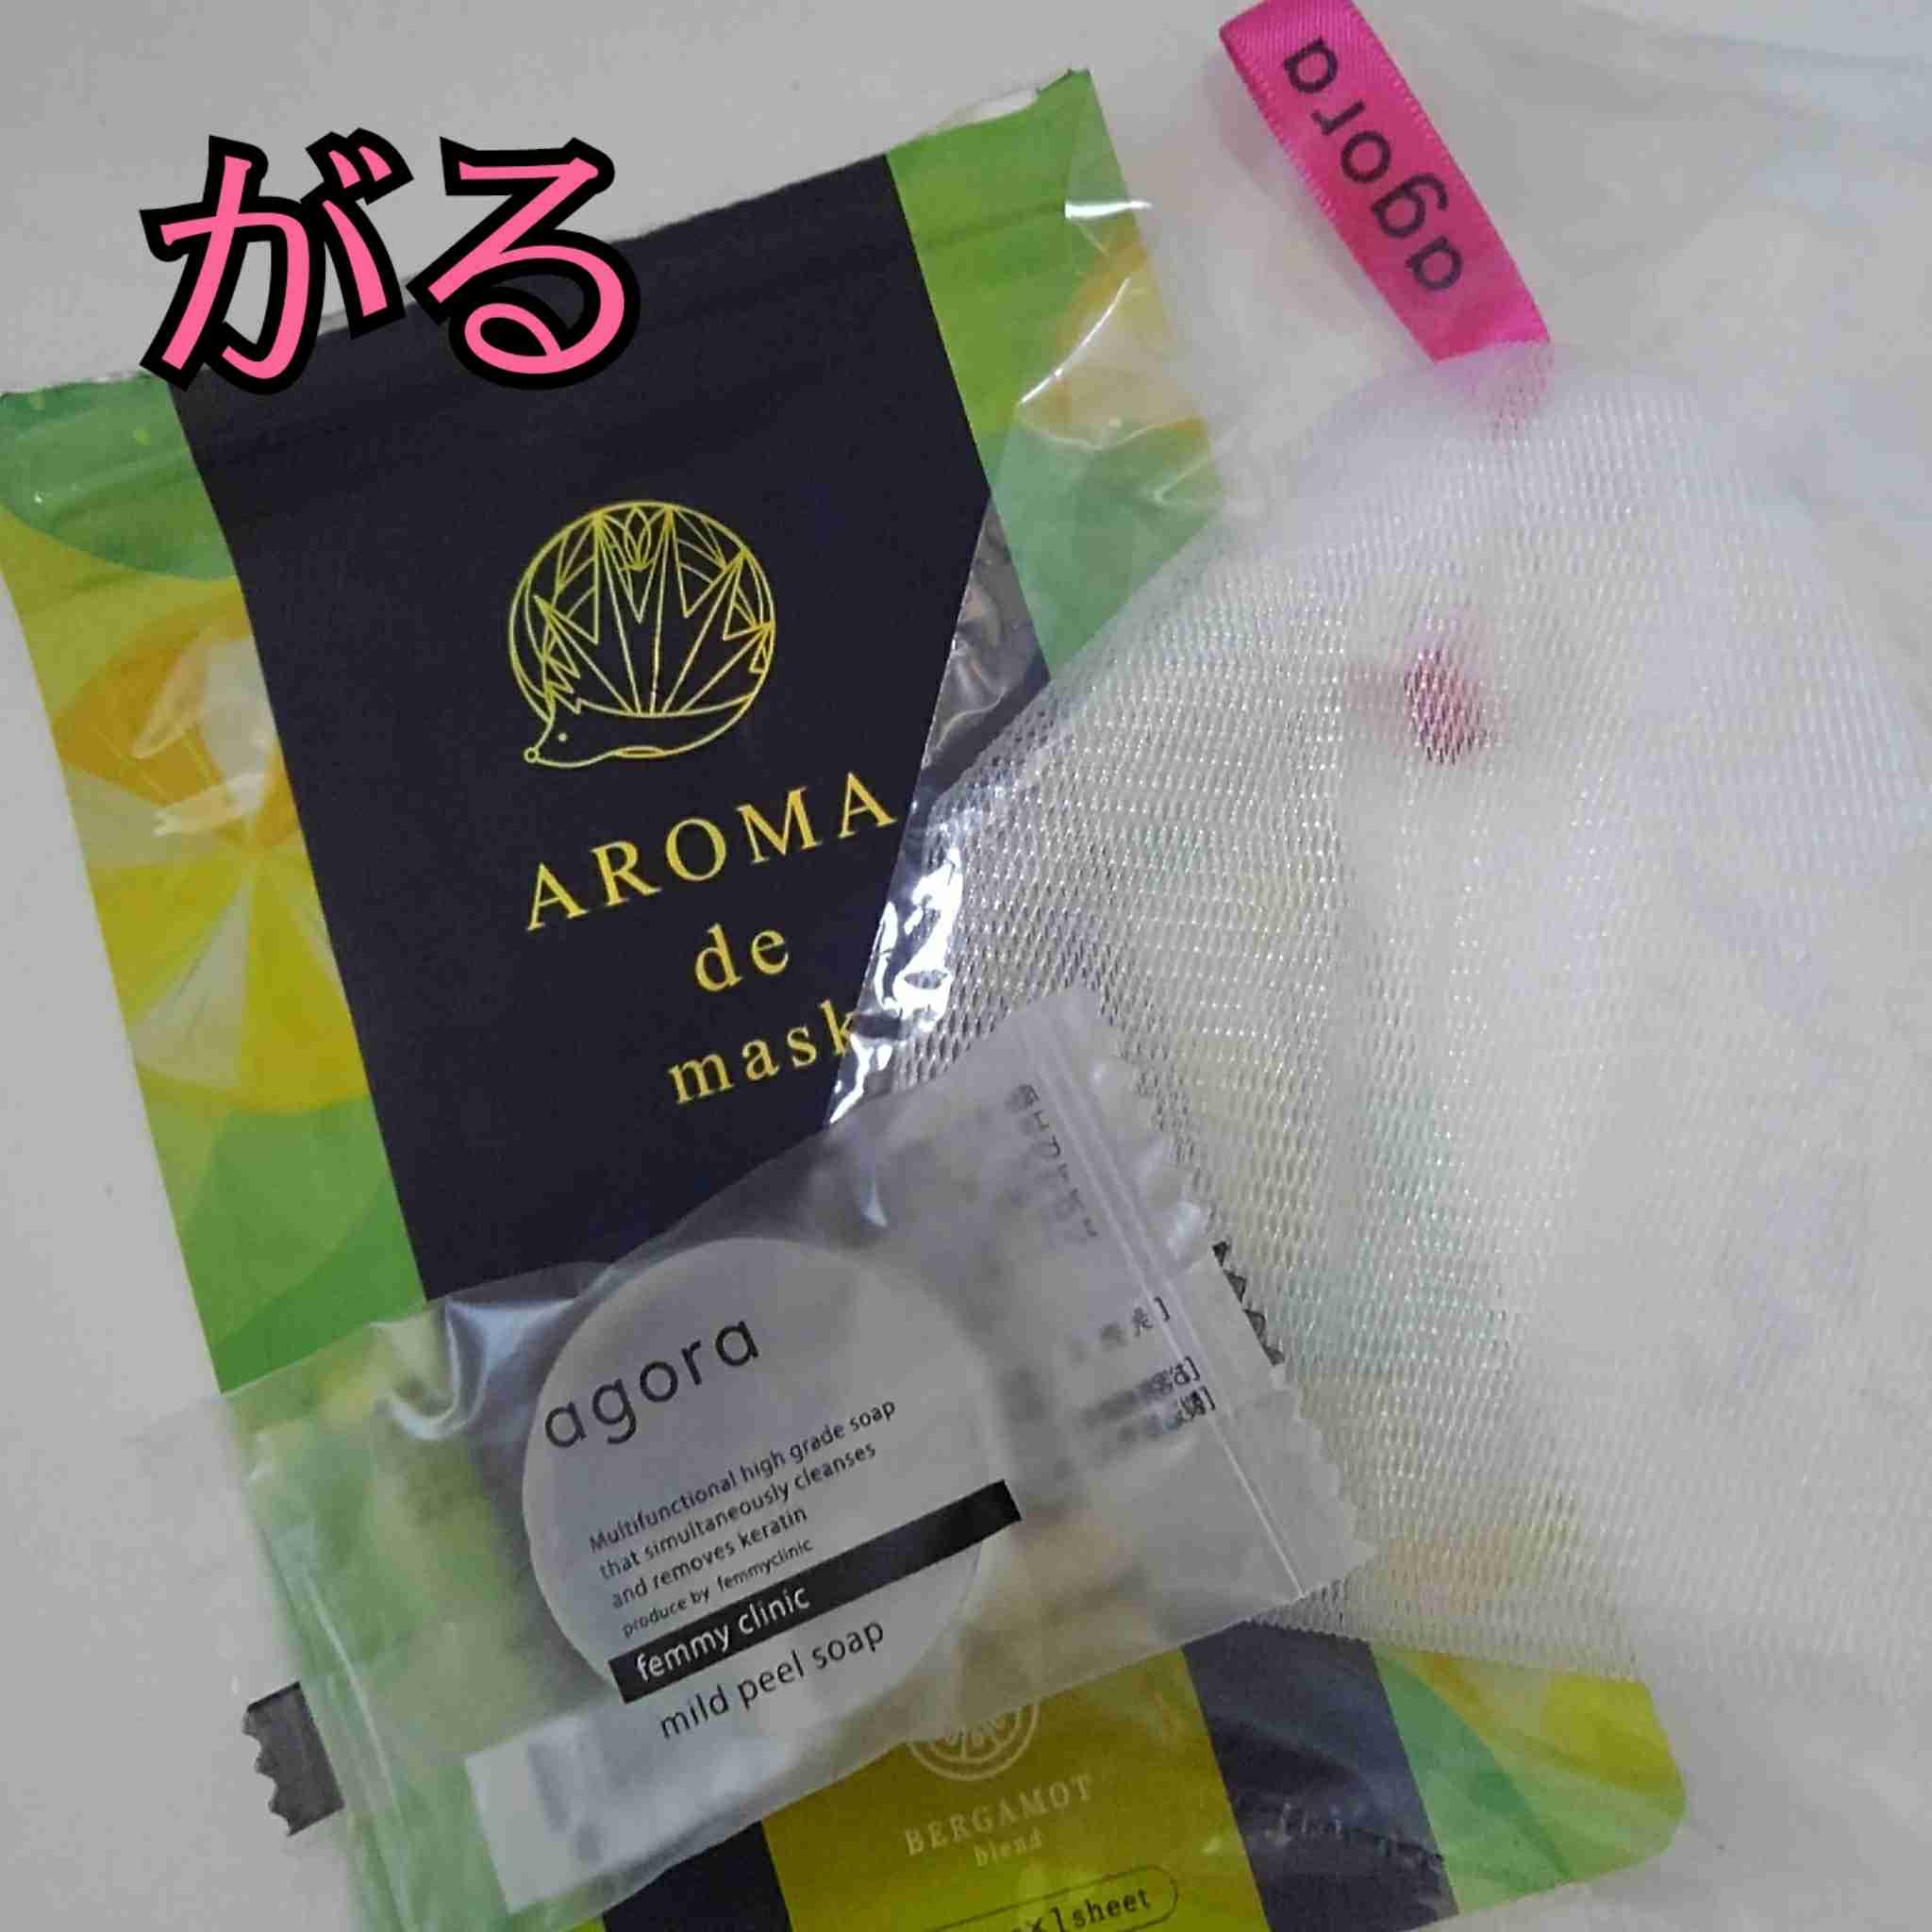 がる
agora
AROMA
de
mask
agora
Multifunctional high grade soap
that simultaneously cleanses
and removes keratin
produce by femmyclinic
femmy clinic
mild peel soap
BERGAMOT
blend
×1sheet